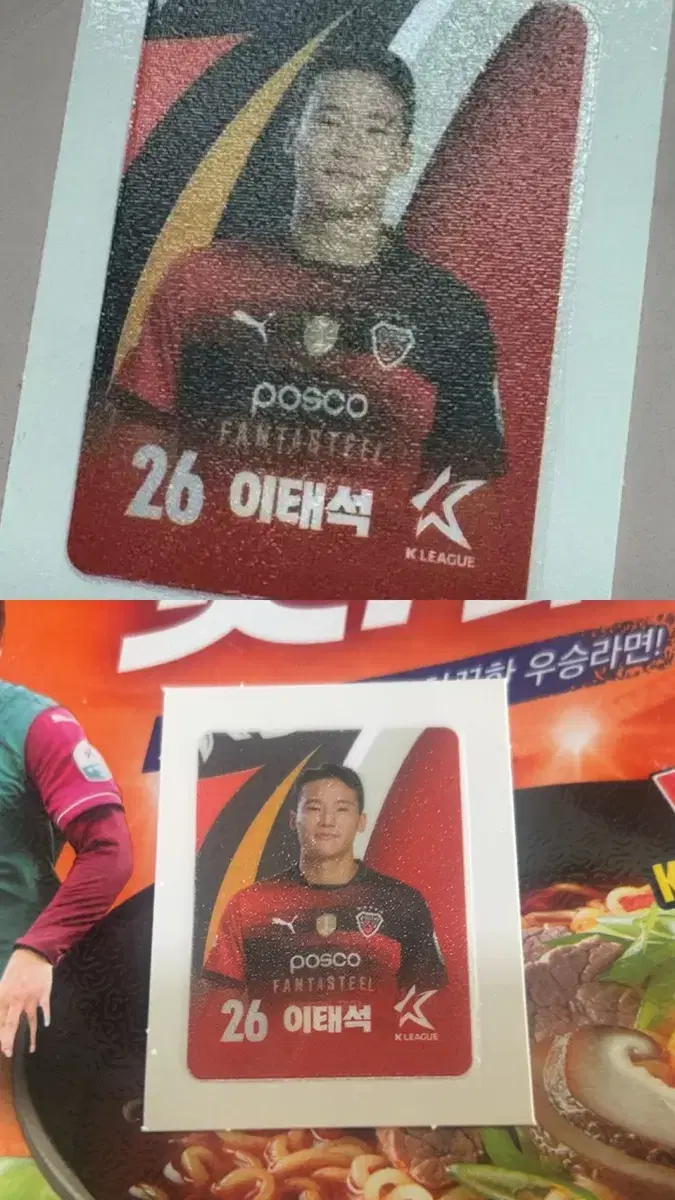 posco
FANTASTEEL
26 이태석
K LEAGUE
우승라면!
posco
FANTASTEEL
26 이태석
K LEAGUE